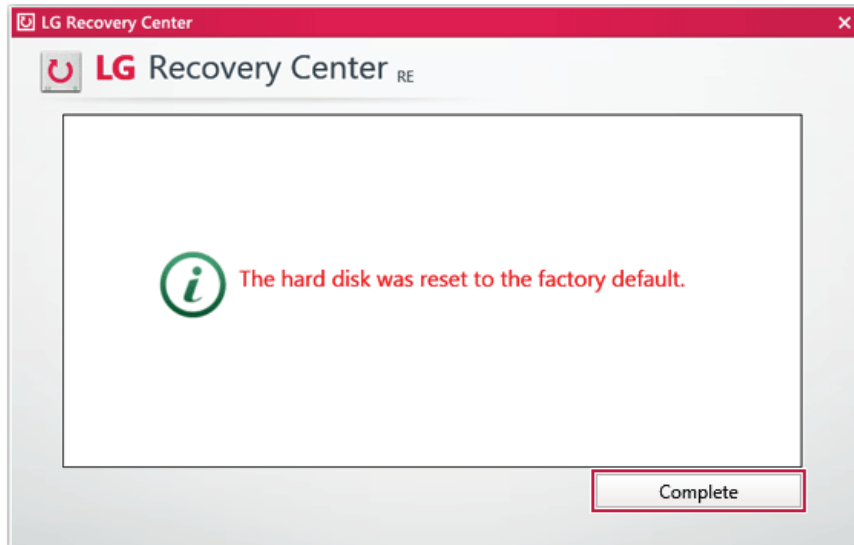 LG Recovery Center
LG Recovery Center RE
The hard disk was reset to the factory default.
Complete